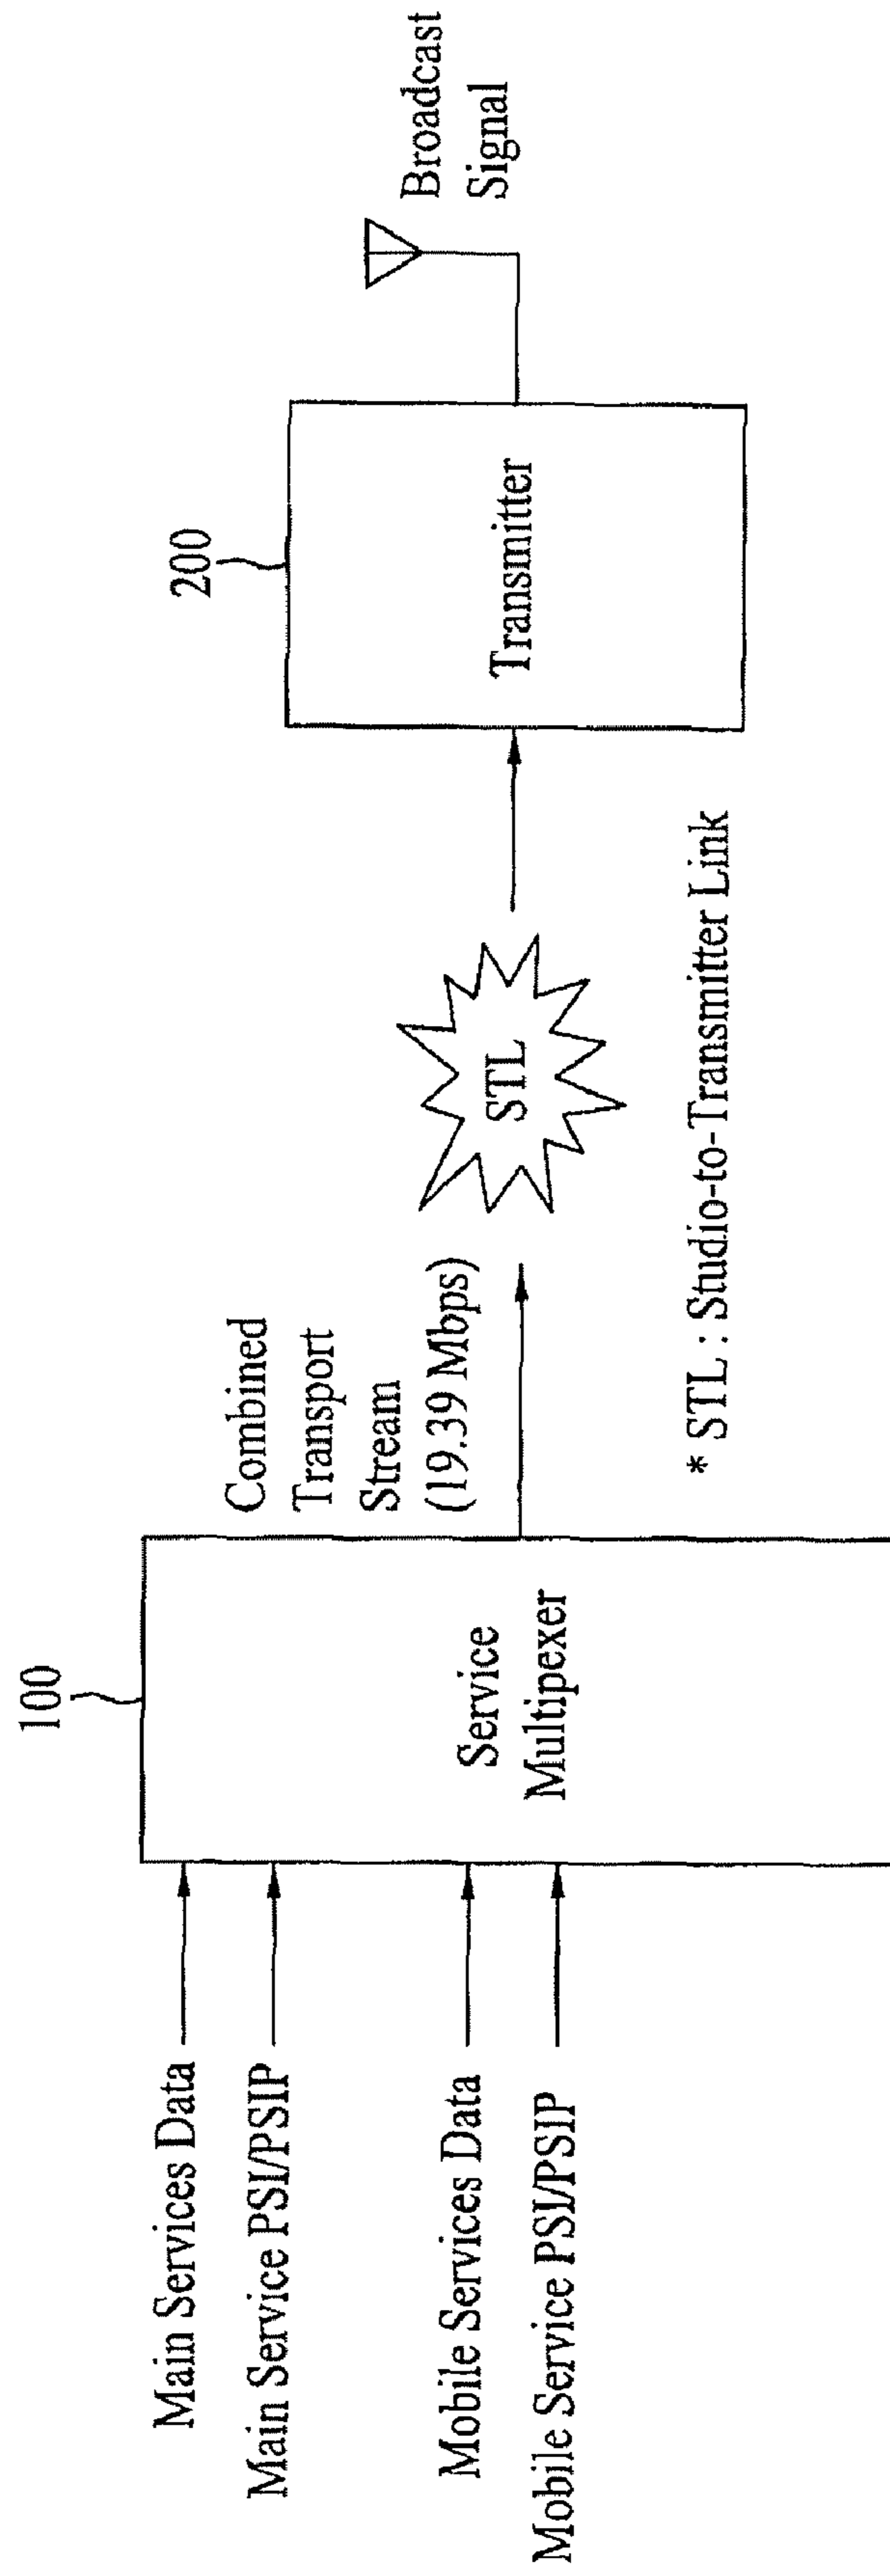 Main Services Data
Main Service PSI/PSIP
Mobile Services Data
Mobile Service PSI/PSIP
100
Service
Multipexer
Combined
Transport
Stream
(19.39 Mbps)
STL
* STL : Studio-to-Transmitter Link
200
Transmitter
Broadcast
Signal